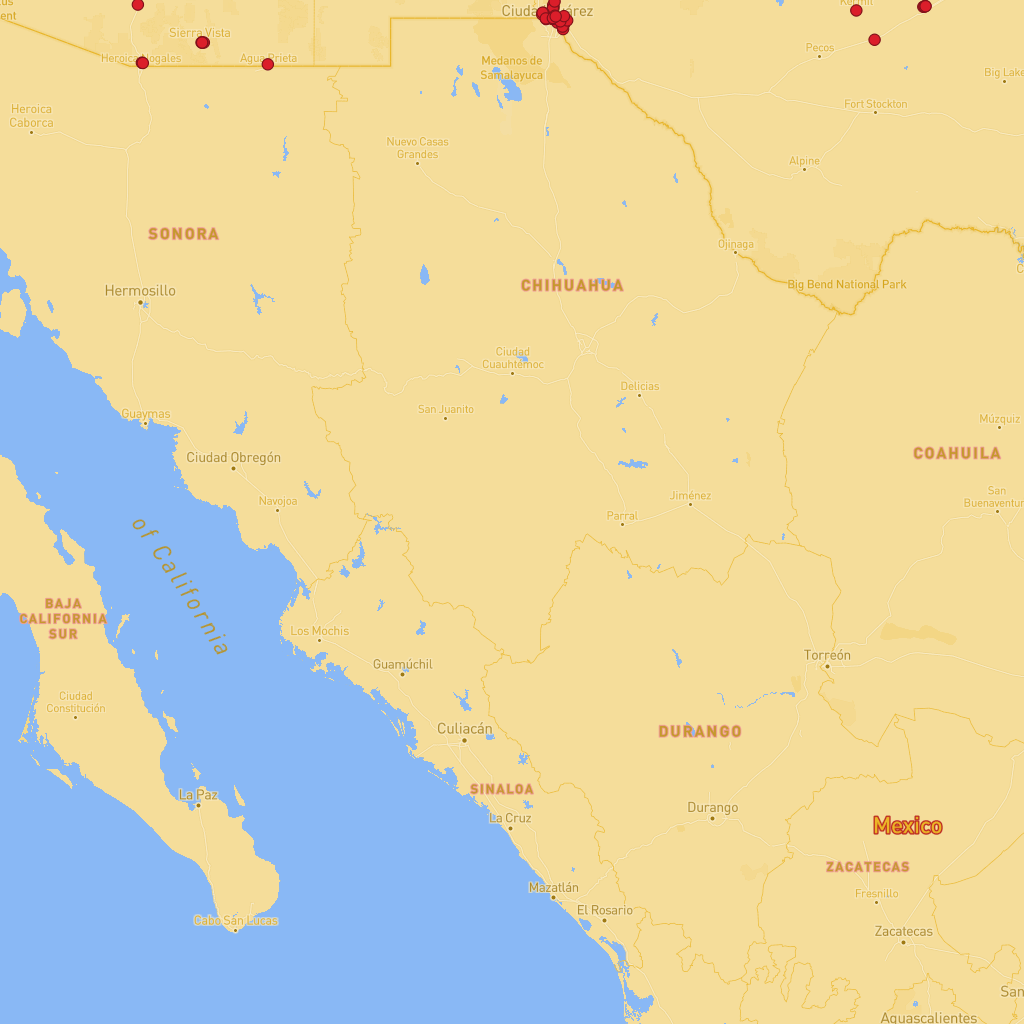 Ciudad Juárez
Kermit
Sierra Vista
Heroica Nogales
Agua Prieta
Medanos de
Samalayuca
Pecos
Big Lake
Fort Stockton
Heroica
Caborca
Nuevo Casas
Grandes
Alpine
SONORA
Ojinaga
CHIHUAHUA
Big Bend National Park
Hermosillo
Ciudad
Cuauhtémoc
Delicias
San Juanito
Guaymas
Múzquiz
COAHUILA
Ciudad Obregón
Navojoa
Jiménez
San
Buenaventur
Parral
of California
BAJA
CALIFORNIA
SUR
Los Mochis
Guamúchil
Torreón
Ciudad
Constitución
Culiacán
DURANGO
SINALOA
La Paz
La Cruz
Durango
Mexico
ZACATECAS
Mazatlán
Fresnillo
El Rosario
Cabo San Lucas
Zacatecas
San
Aguascalientes